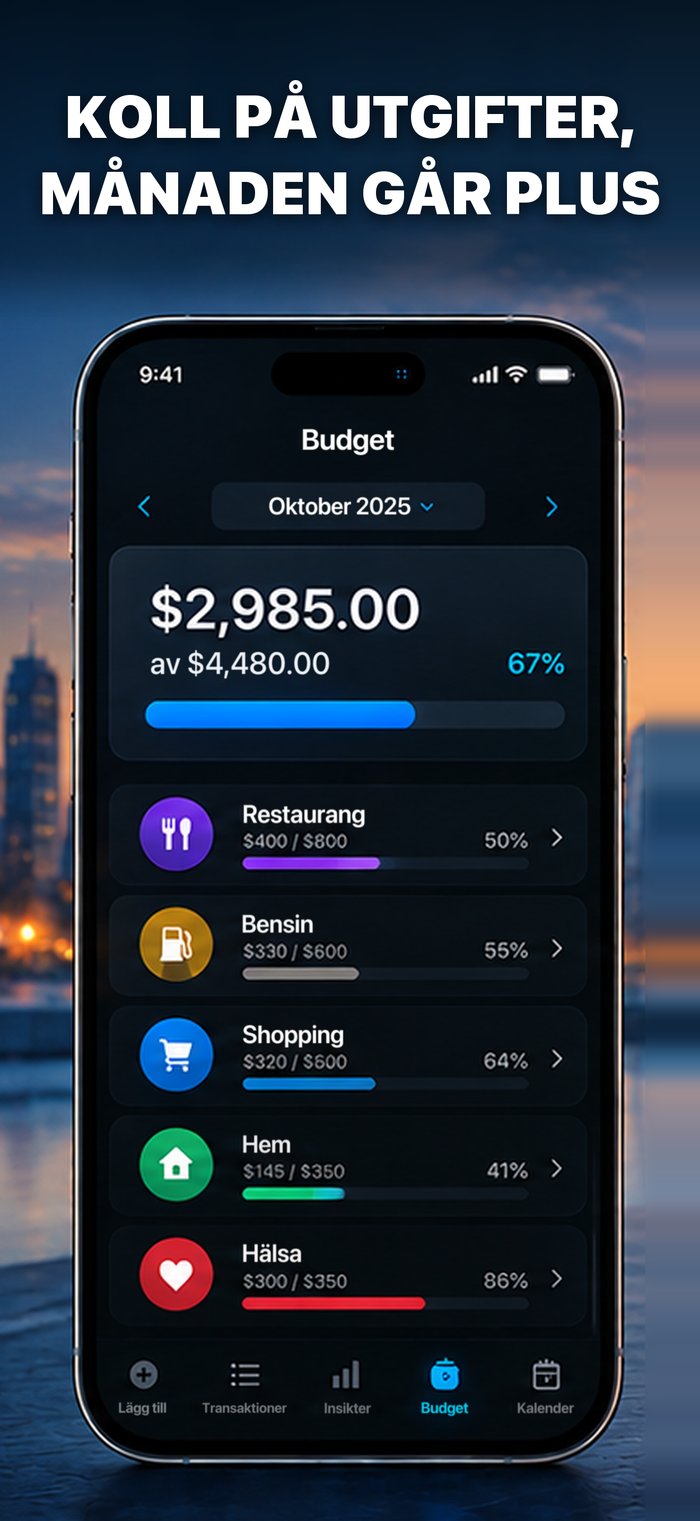 KOLL PÅ UTGIFTER,
MÅNADEN GÅR PLUS
9:41
Budget
Oktober 2025
$2,985.00
av $4,480.00
67%
Restaurang
$400 / $800
50%
Bensin
$330 / $600
55%
Shopping
$320 / $600
64%
Hem
$145 / $350
41%
Hälsa
$300 / $350
86%
Lägg till
Transaktioner
Insikter
Budget
Kalender